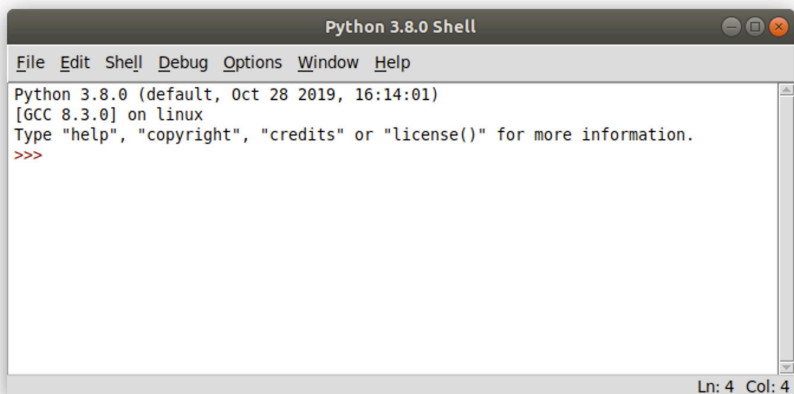 Python 3.8.0 Shell
File Edit Shell Debug Options Window Help
Python 3.8.0 (default, Oct 28 2019, 16:14:01)
[GCC 8.3.0] on linux
Type "help", "copyright", "credits" or "license()" for more information.
>>>
Ln: 4 Col: 4